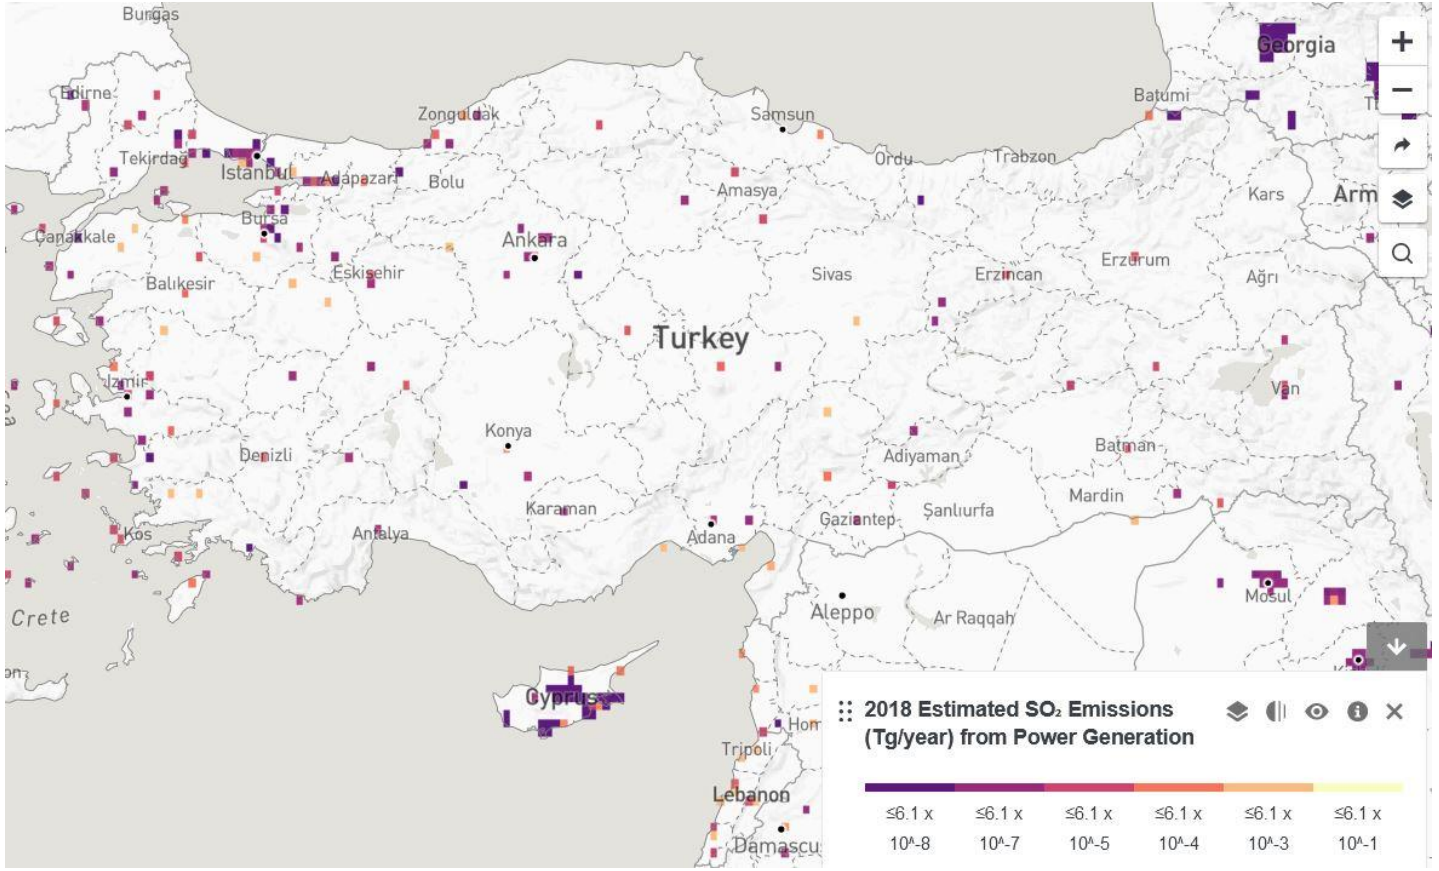 Burgas
Georgia
Edirne
Zonguldak
Samsun
Batumi
T
Tekirdağ
Istanbul
Adapazarı
Bolu
Ordu
Trabzon
Amasya
Kars
Arm
Bursa
Çanakkale
Ankara
Balıkesir
Eskişehir
Sivas
Erzincan
Erzurum
Ağrı
Turkey
Izmir
Van
Konya
Denizli
Adiyaman
Batman
Mardin
Karaman
Gaziantep
Şanlıurfa
Kos
Antalya
Adana
Crete
Aleppo
Ar Raqqah
Mosul
Cyprus
Hom
Tripoli
Lebanon
Damascu
2018 Estimated SO₂ Emissions
(Tg/year) from Power Generation
≤6.1 x ≤6.1 x ≤6.1 x ≤6.1 x ≤6.1 x ≤6.1 x
10^-8 10^-7 10^-5 10^-4 10^-3 10^-1